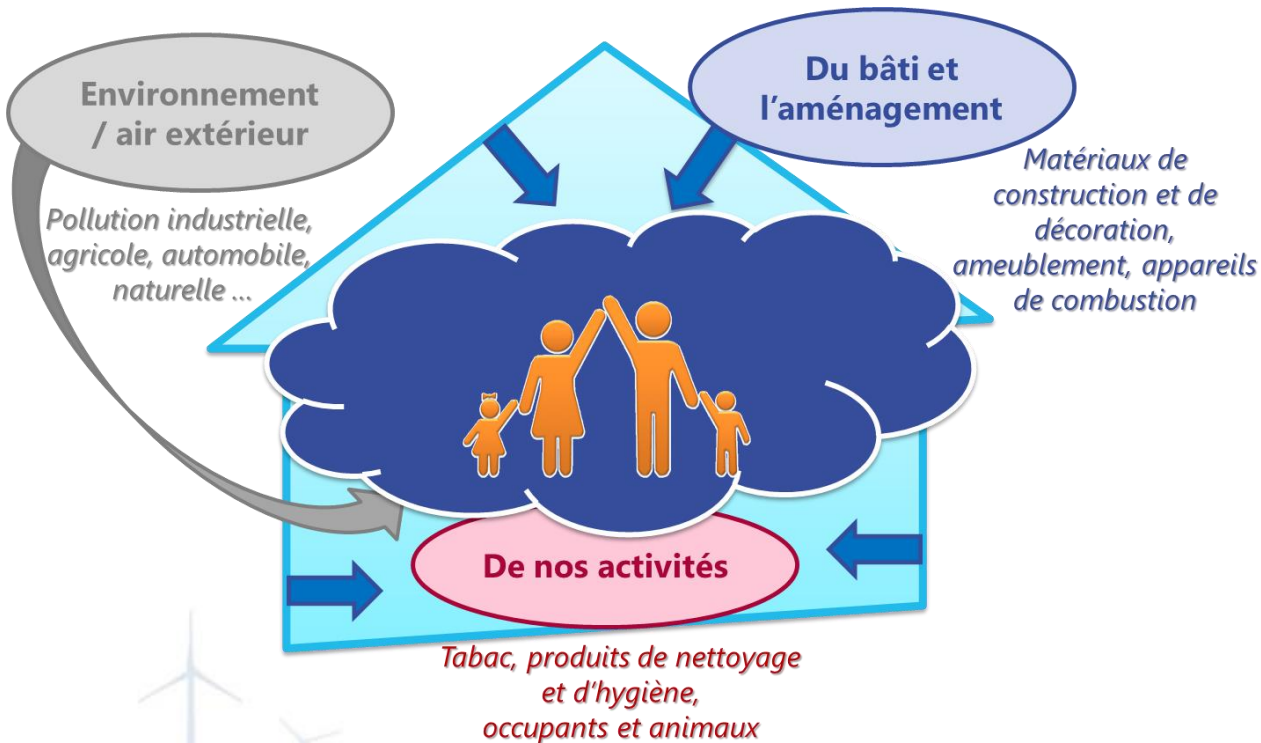 Environnement
/ air extérieur
Pollution industrielle,
agricole, automobile,
naturelle ...
Du bâti et
l'aménagement
Matériaux de
construction et de
décoration,
ameublement, appareils
de combustion
De nos activités
Tabac, produits de nettoyage
et d'hygiène,
occupants et animaux